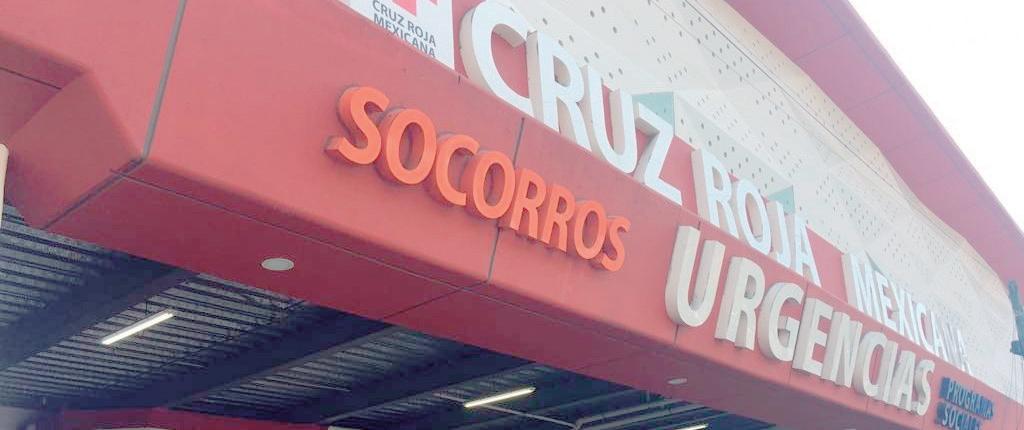 CRUZ ROJA
MEXICANA
CRUZ ROJA MEXICANA
SOCORROS
URGENCIAS
PROGRAMAS
SOCIALES